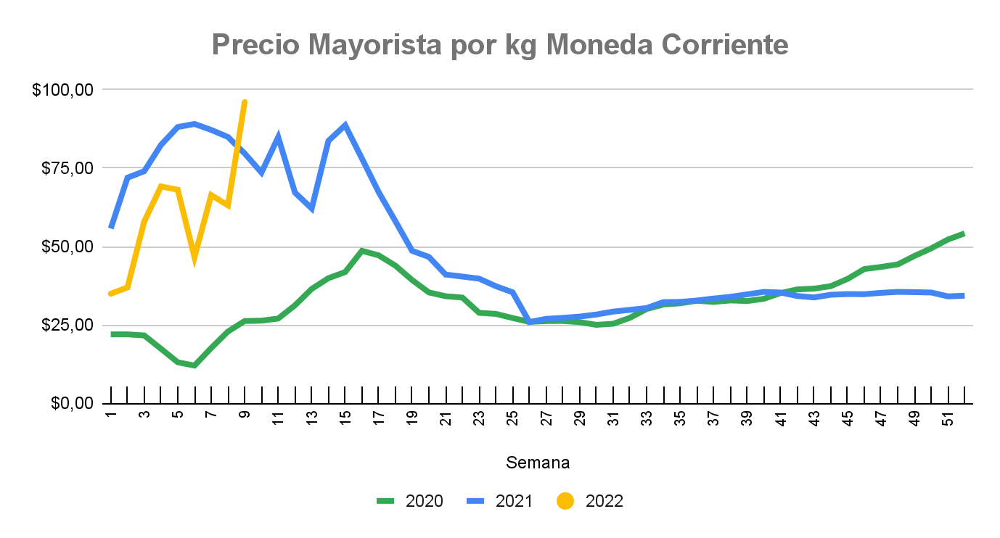 Precio Mayorista por kg Moneda Corriente
$100,00
$75,00
$50,00
$25,00
$0,00
1 3 5 7 9 11 13 15 17 19 21 23 25 27 29 31 33 35 37 39 41 43 45 47 49 51
Semana
2020 2021 2022